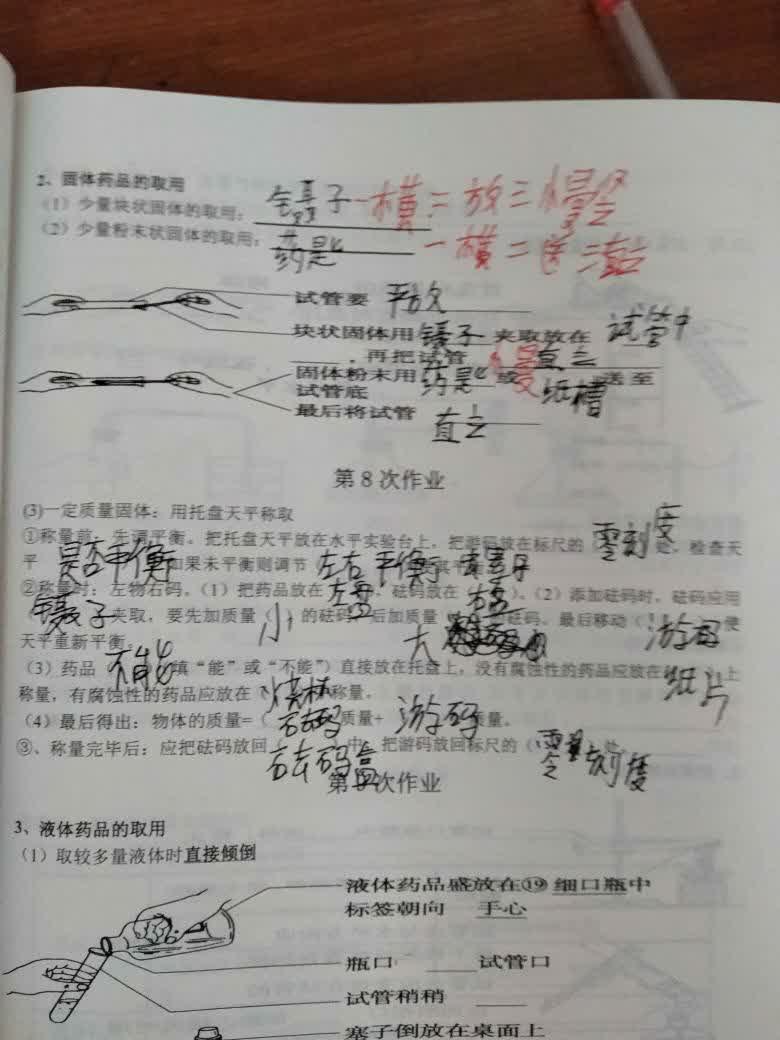 2、固体药品的取用
（1）少量块状固体的取用：镊子 一横二放三慢竖
（2）少量粉末状固体的取用：药匙 一横二送三直立
试管要 平放
块状固体用 镊子 夹取放在 试管中
，再把试管 慢 直立
固体粉末用 药匙 或 纸槽 送至
试管底
最后将试管 直立
第8次作业
(3)一定质量固体：用托盘天平称取
①称量前：先调平衡。把托盘天平放在水平实验台上，把游码放在标尺的 零刻度 处，检查天
平 是否平衡 如果未平衡则调节 左右平衡
②称量时：左物右码。（1）把药品放在 左盘 ，砝码放在（ 右盘 ）。（2）添加砝码时，砝码应用
（ 镊子 夹取，要先加质量 小 的砝码 后加质量 大 砝码。最后移动（ 游码 使
天平重新平衡。
（3）药品 不能 （填“能”或“不能”）直接放在托盘上，没有腐蚀性的药品应放在 纸片 上
称量，有腐蚀性的药品应放在 烧杯 称量。
（4）最后得出：物体的质量=（ 砝码 质量+ 游码 质量。
③、称量完毕后：应把砝码放回 砝码盒 中，把游码放回标尺的（ 零刻度 处
第 次作业
3、液体药品的取用
（1）取较多量液体时直接倾倒
液体药品盛放在⑲ 细口瓶中
标签朝向 手心
瓶口 ____ 试管口
试管稍稍 ____
塞子倒放在桌面上